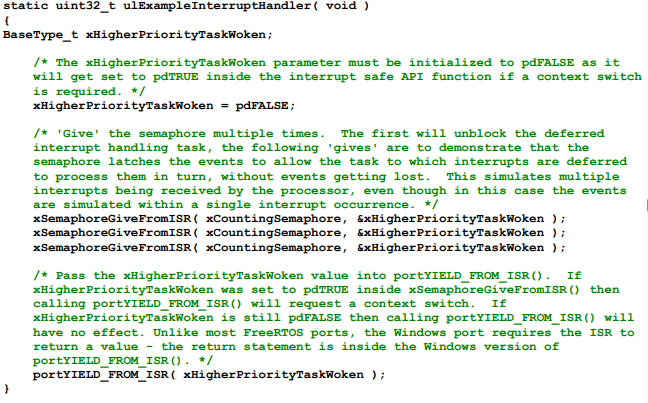 static uint32_t ulExampleInterruptHandler( void )
{
BaseType_t xHigherPriorityTaskWoken;
/* The xHigherPriorityTaskWoken parameter must be initialized to pdFALSE as it
will get set to pdTRUE inside the interrupt safe API function if a context switch
is required. */
xHigherPriorityTaskWoken = pdFALSE;
/* 'Give' the semaphore multiple times.  The first will unblock the deferred
interrupt handling task, the following 'gives' are to demonstrate that the
semaphore latches the events to allow the task to which interrupts are deferred
to process them in turn, without events getting lost.  This simulates multiple
interrupts being received by the processor, even though in this case the events
are simulated within a single interrupt occurrence. */
xSemaphoreGiveFromISR( xCountingSemaphore, &xHigherPriorityTaskWoken );
xSemaphoreGiveFromISR( xCountingSemaphore, &xHigherPriorityTaskWoken );
xSemaphoreGiveFromISR( xCountingSemaphore, &xHigherPriorityTaskWoken );
/* Pass the xHigherPriorityTaskWoken value into portYIELD_FROM_ISR().  If
xHigherPriorityTaskWoken was set to pdTRUE inside xSemaphoreGiveFromISR() then
calling portYIELD_FROM_ISR() will request a context switch.  If
xHigherPriorityTaskWoken is still pdFALSE then calling portYIELD_FROM_ISR() will
have no effect. Unlike most FreeRTOS ports, the Windows port requires the ISR to
return a value - the return statement is inside the Windows version of
portYIELD_FROM_ISR(). */
portYIELD_FROM_ISR( xHigherPriorityTaskWoken );
}